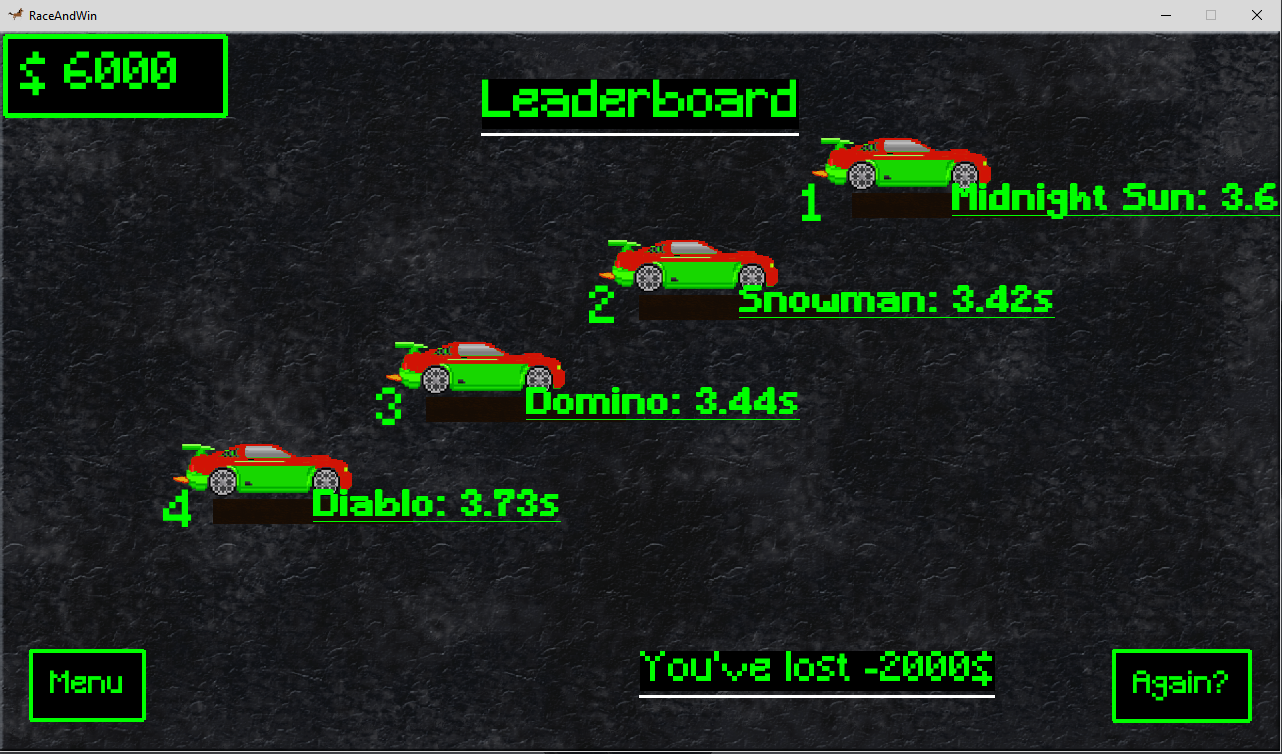 RaceAndWin
$ 6000
Leaderboard
1 Midnight Sun: 3.6
2 Snowman: 3.42s
3 Domino: 3.44s
4 Diablo: 3.73s
Menu
You've lost -2000$
Again?